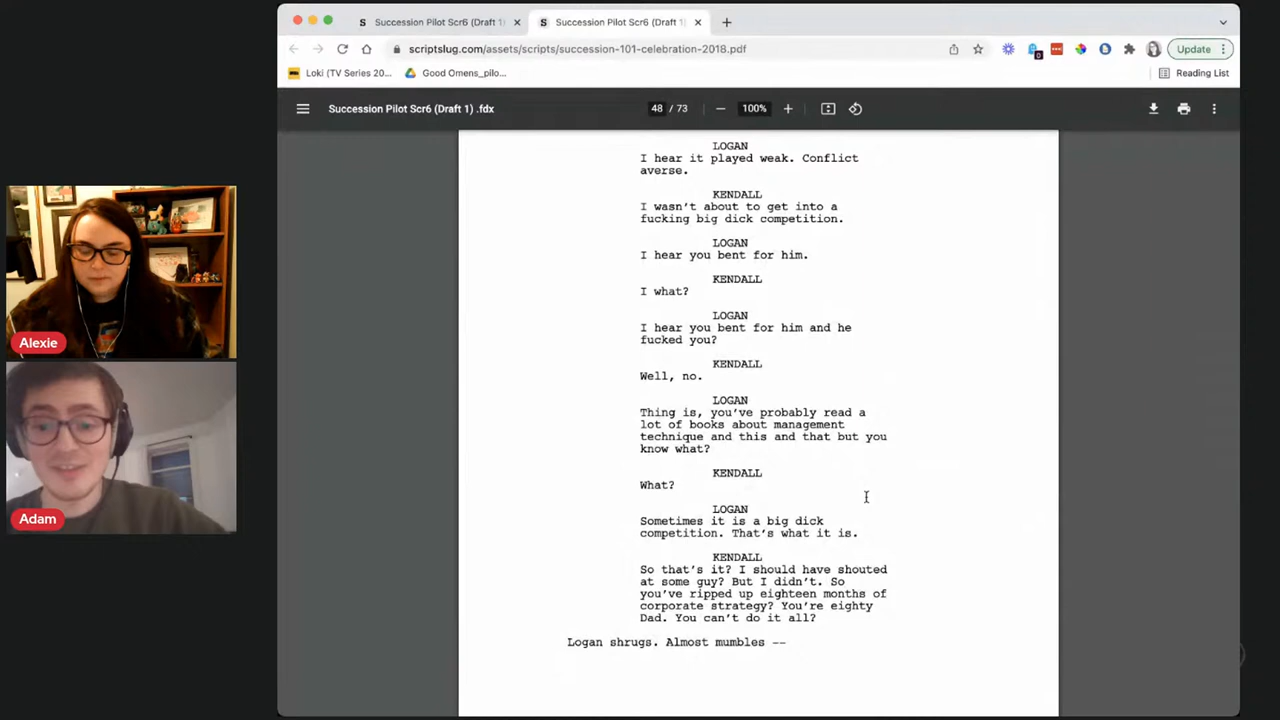 Succession Pilot Scr6 (Draft 1)
Succession Pilot Scr6 (Draft 1)
scriptslug.com/assets/scripts/succession-101-celebration-2018.pdf
0
Update
Loki (TV Series 20...
Good Omens_pilo...
Reading List
Succession Pilot Scr6 (Draft 1) .fdx
48 / 73
100%
LOGAN
I hear it played weak. Conflict
averse.
KENDALL
I wasn't about to get into a
fucking big dick competition.
LOGAN
I hear you bent for him.
KENDALL
I what?
LOGAN
I hear you bent for him and he
fucked you?
KENDALL
Well, no.
LOGAN
Thing is, you've probably read a
lot of books about management
technique and this and that but you
know what?
KENDALL
What?
LOGAN
Sometimes it is a big dick
competition. That's what it is.
KENDALL
So that's it? I should have shouted
at some guy? But I didn't. So
you've ripped up eighteen months of
corporate strategy? You're eighty
Dad. You can't do it all?
Logan shrugs. Almost mumbles --
Alexie
Adam